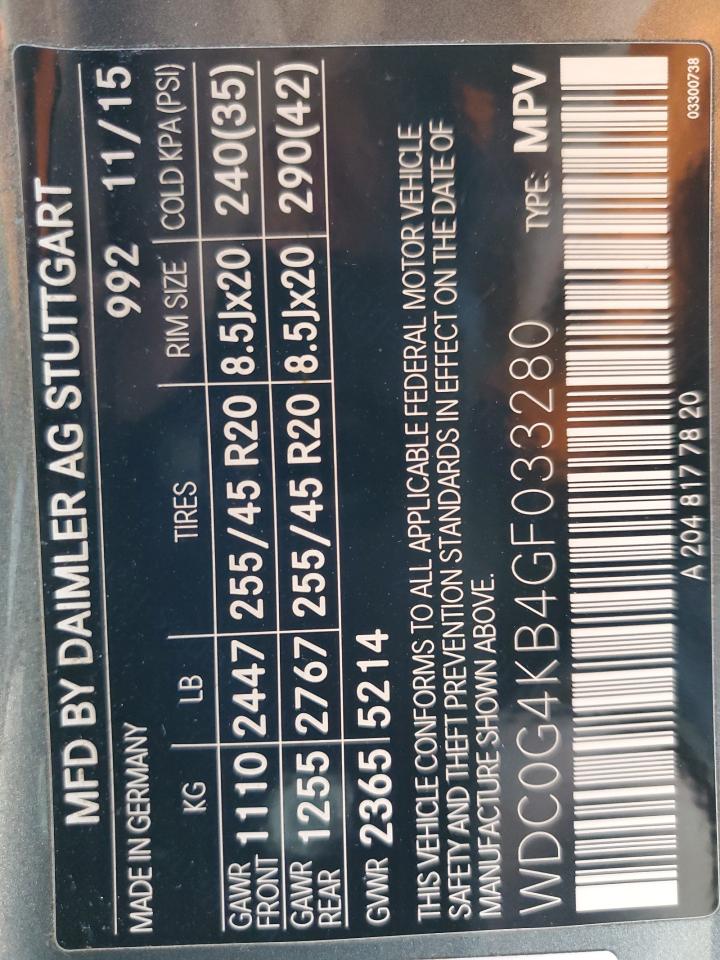 MFD BY DAIMLER AG STUTTGART
MADE IN GERMANY 992 11/15
KG LB TIRES RIM SIZE COLD KPA(PSI)
GAWR FRONT 1110 2447 255/45 R20 8.5Jx20 240(35)
GAWR REAR 1255 2767 255/45 R20 8.5Jx20 290(42)
GVWR 2365 5214
THIS VEHICLE CONFORMS TO ALL APPLICABLE FEDERAL MOTOR VEHICLE
SAFETY AND THEFT PREVENTION STANDARDS IN EFFECT ON THE DATE OF
MANUFACTURE SHOWN ABOVE.
WDC0G4KB4GF033280 TYPE: MPV
A 204 817 78 20
03300738